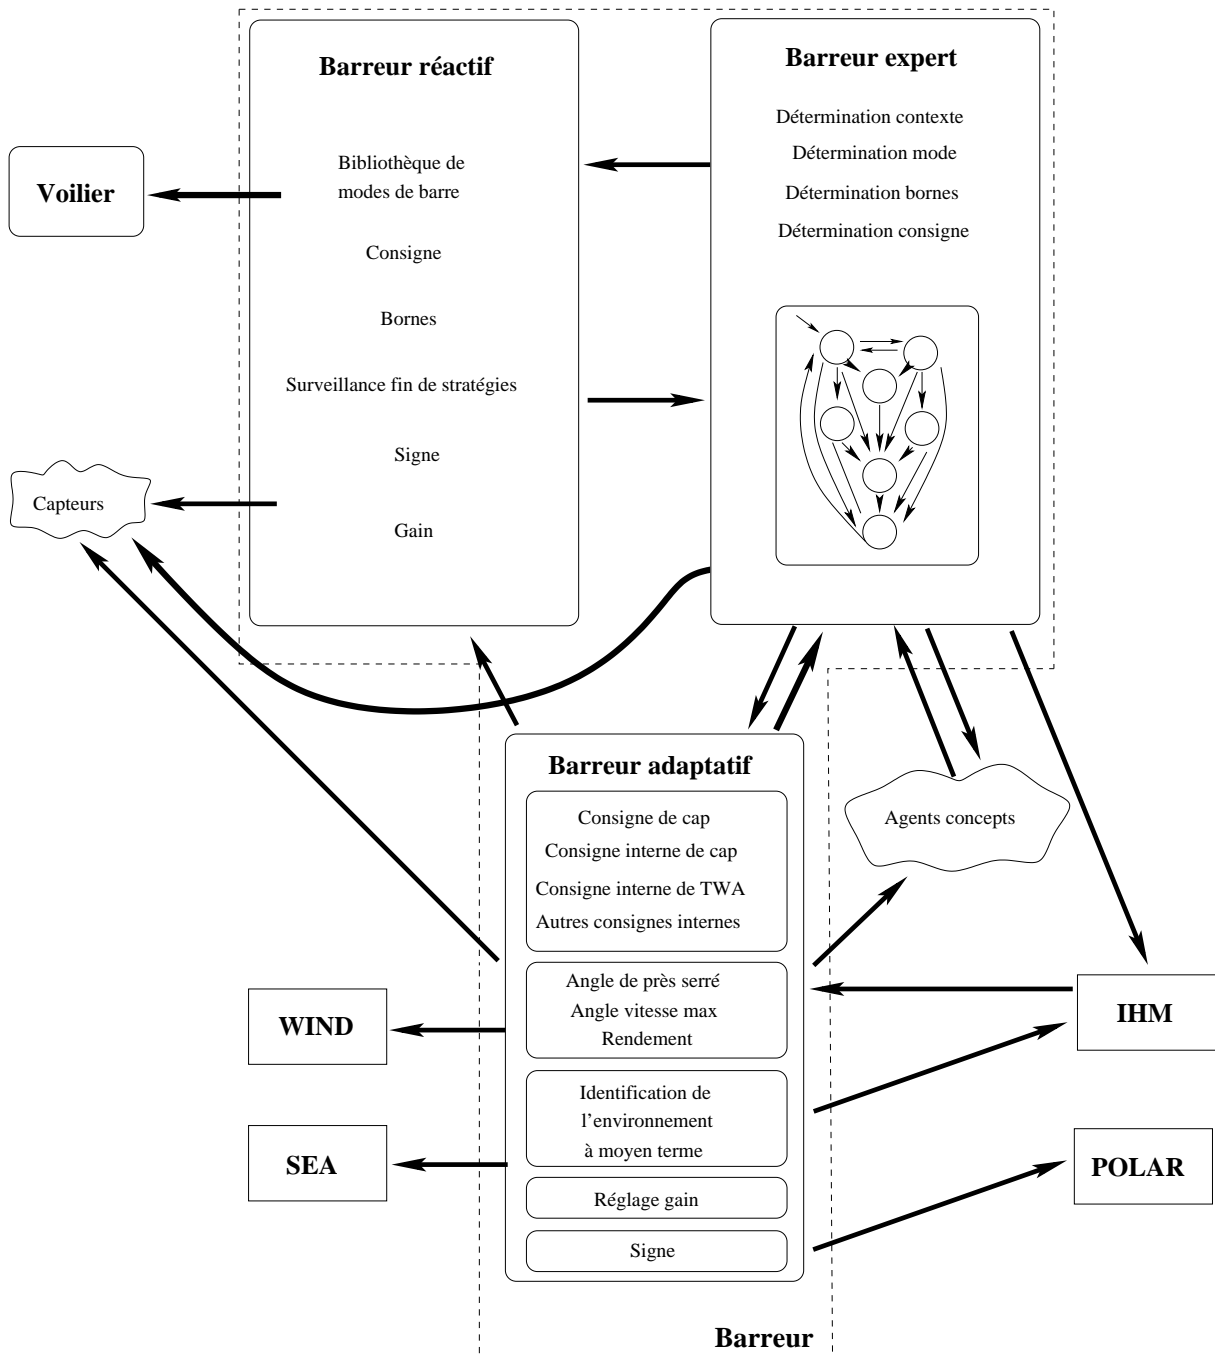 Barreur réactif
Bibliothèque de
modes de barre
Consigne
Bornes
Surveillance fin de stratégies
Signe
Gain
Barreur expert
Détermination contexte
Détermination mode
Détermination bornes
Détermination consigne
Voilier
Capteurs
Barreur adaptatif
Consigne de cap
Consigne interne de cap
Consigne interne de TWA
Autres consignes internes
Angle de près serré
Angle vitesse max
Rendement
Identification de
l'environnement
à moyen terme
Réglage gain
Signe
Agents concepts
WIND
SEA
IHM
POLAR
Barreur